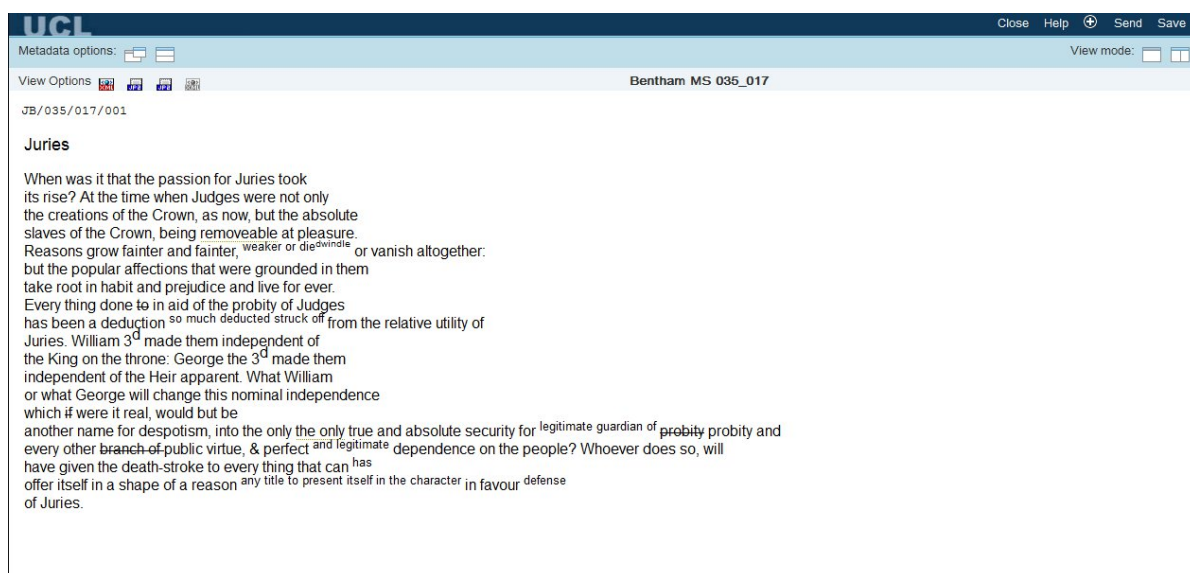 UCL
Close Help Send Save
Metadata options:
View mode:
View Options
Bentham MS 035_017
JB/035/017/001
Juries
When was it that the passion for Juries took
its rise? At the time when Judges were not only
the creations of the Crown, as now, but the absolute
slaves of the Crown, being removeable at pleasure.
Reasons grow fainter and fainter, weaker or die dwindle or vanish altogether:
but the popular affections that were grounded in them
take root in habit and prejudice and live for ever.
Every thing done to in aid of the probity of Judges
has been a deduction so much deducted struck off from the relative utility of
Juries. William 3d made them independent of
the King on the throne: George the 3d made them
independent of the Heir apparent. What William
or what George will change this nominal independence
which if were it real, would but be
another name for despotism, into the only the only true and absolute security for legitimate guardian of probity probity and
every other branch of public virtue, & perfect and legitimate dependence on the people? Whoever does so, will
have given the death-stroke to every thing that can has
offer itself in a shape of a reason any title to present itself in the character in favour defense
of Juries.